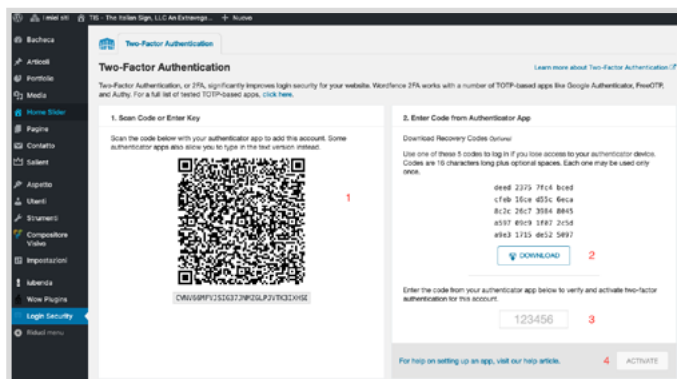 I miei siti TIS - The Italian Sign, LLC An Extravega... + Nuovo
Bacheca
Articoli
Portfolio
Media
Home Slider
Pagine
Contatto
Salient
Aspetto
Utenti
Strumenti
Compositore
Visivo
Impostazioni
iubenda
Wow Plugins
Login Security
Riduci menu
Two-Factor Authentication
Two-Factor Authentication
Learn more about Two-Factor Authentication
Two-Factor Authentication, or 2FA, significantly improves login security for your website. Wordfence 2FA works with a number of TOTP-based apps like Google Authenticator, FreeOTP,
and Authy. For a full list of tested TOTP-based apps, click here.
1. Scan Code or Enter Key
Scan the code below with your authenticator app to add this account. Some
authenticator apps also allow you to type in the text version instead.
1
2. Enter Code from Authenticator App
Download Recovery Codes Optional
Use one of these 5 codes to log in if you lose access to your authenticator device.
Codes are 16 characters long plus optional spaces. Each one may be used only
once.
deed 2375 7fc4 bced
cfeb 16ce d55c 6eca
8c2c 26c7 3984 8045
a597 09c9 1f07 2c5d
a9e3 1715 de52 5097
DOWNLOAD
2
Enter the code from your authenticator app below to verify and activate two-factor
authentication for this account.
123456
3
For help on setting up an app, visit our help article.
4
ACTIVATE